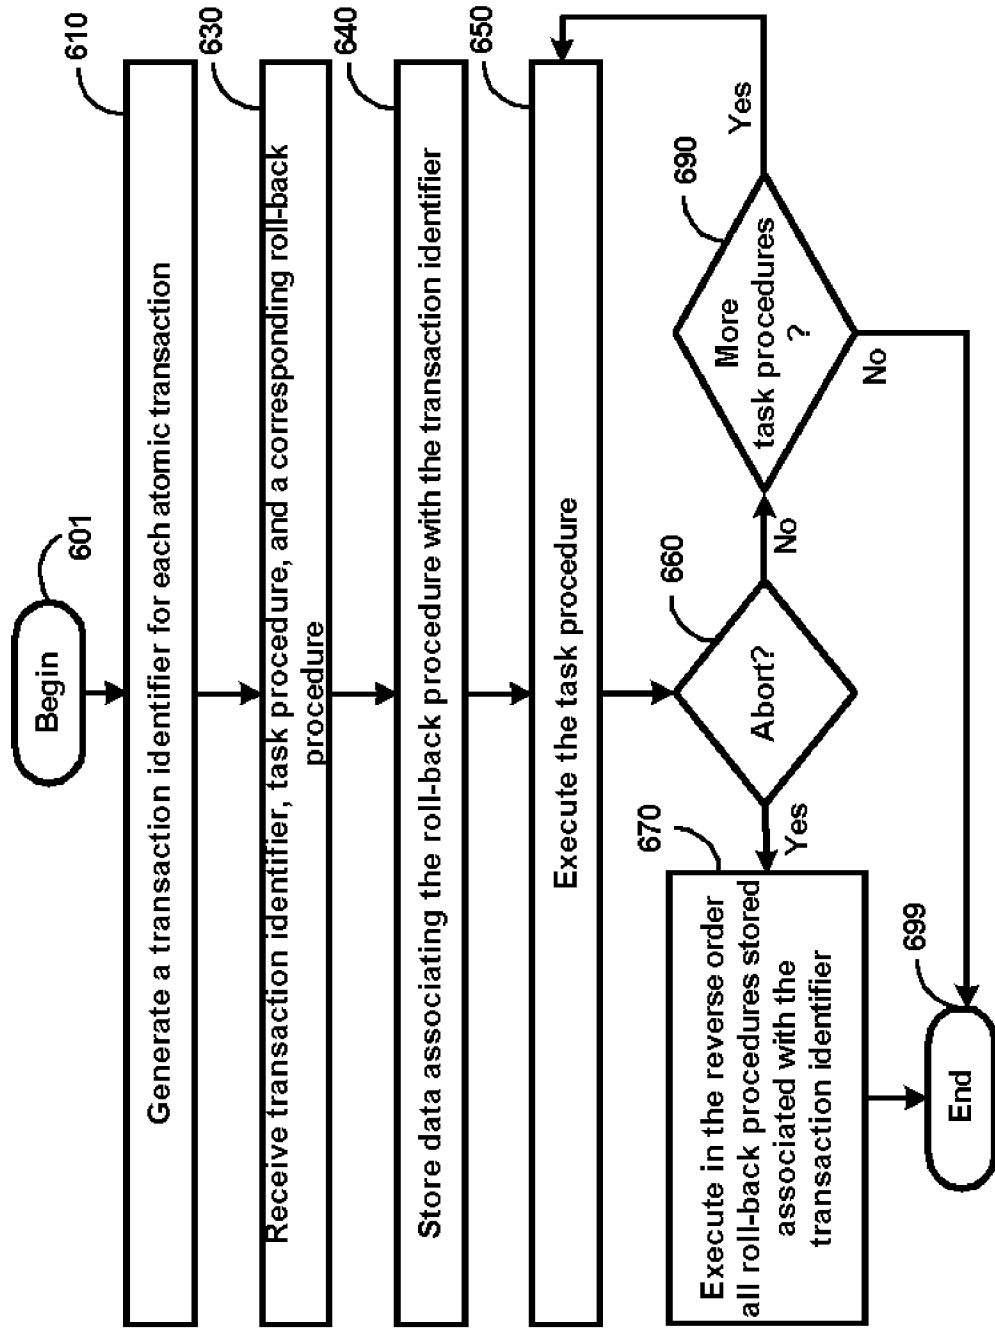 601
Begin
610
Generate a transaction identifier for each atomic transaction
630
Receive transaction identifier, task procedure, and a corresponding roll-back
procedure
640
Store data associating the roll-back procedure with the transaction identifier
650
Execute the task procedure
660
Abort?
Yes
No
670
Execute in the reverse order
all roll-back procedures stored
associated with the
transaction identifier
690
More
task procedures
?
Yes
No
699
End